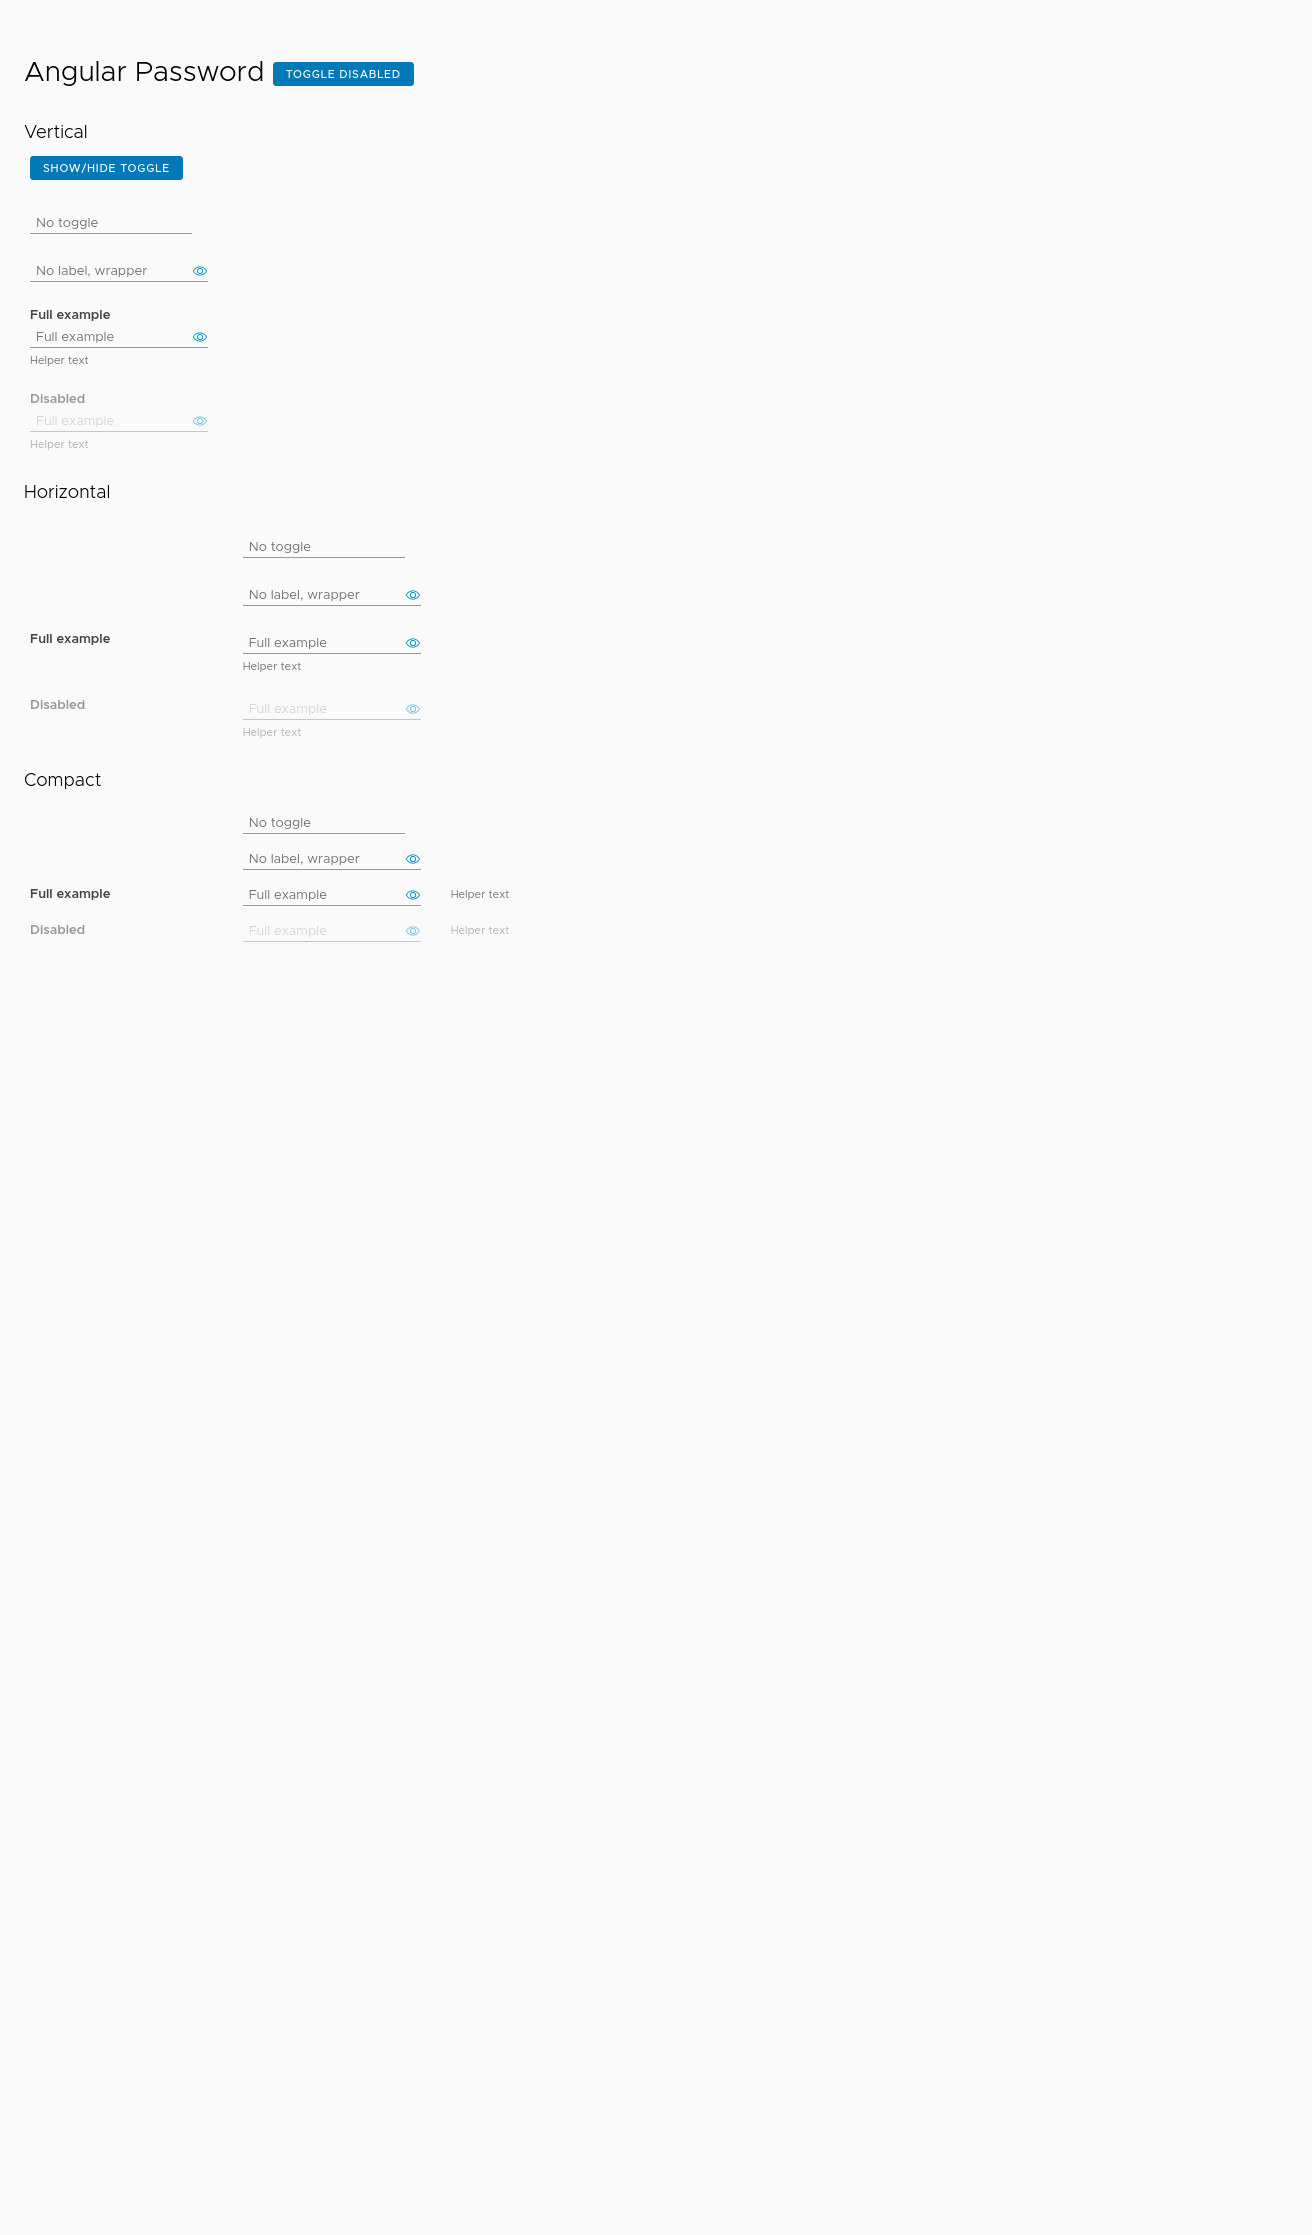 Angular Password TOGGLE DISABLED
Vertical
SHOW/HIDE TOGGLE
No toggle
No label, wrapper
Full example
Full example
Helper text
Disabled
Full example
Helper text
Horizontal
No toggle
No label, wrapper
Full example Full example
Helper text
Disabled Full example
Helper text
Compact
No toggle
No label, wrapper
Full example Full example Helper text
Disabled Full example Helper text